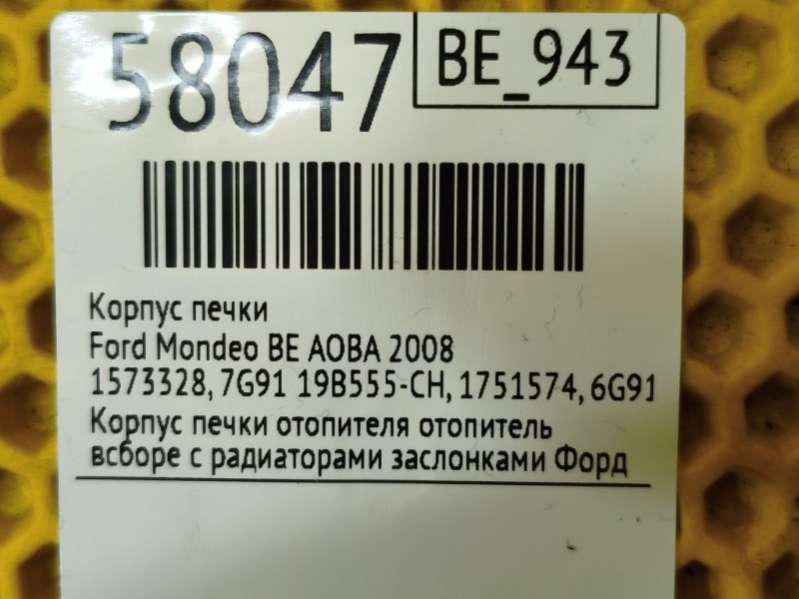 58047
BE_943
Корпус печки
Ford Mondeo BE AOBA 2008
1573328, 7G91 19B555-CH, 1751574, 6G91
Корпус печки отопителя отопитель
всборе с радиаторами заслонками Форд